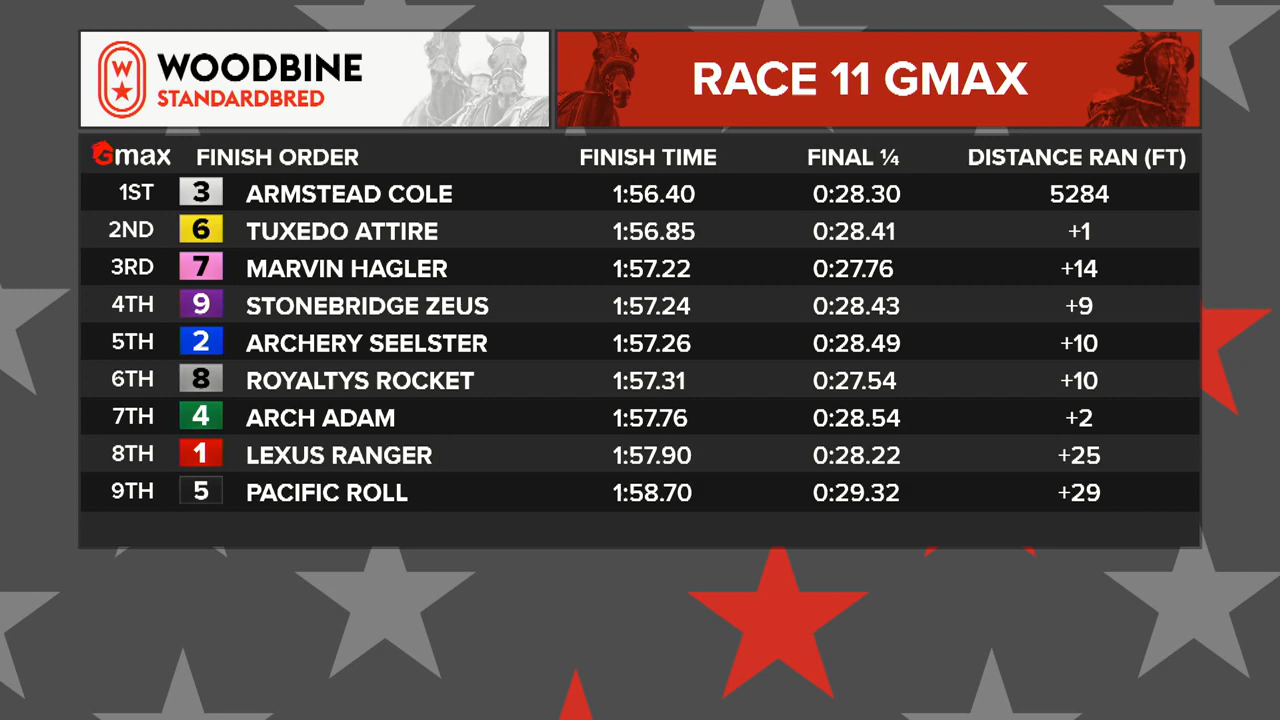 W WOODBINE
STANDARDBRED
RACE 11 GMAX
Gmax FINISH ORDER FINISH TIME FINAL ¼ DISTANCE RAN (FT)
1ST 3 ARMSTEAD COLE 1:56.40 0:28.30 5284
2ND 6 TUXEDO ATTIRE 1:56.85 0:28.41 +1
3RD 7 MARVIN HAGLER 1:57.22 0:27.76 +14
4TH 9 STONEBRIDGE ZEUS 1:57.24 0:28.43 +9
5TH 2 ARCHERY SEELSTER 1:57.26 0:28.49 +10
6TH 8 ROYALTYS ROCKET 1:57.31 0:27.54 +10
7TH 4 ARCH ADAM 1:57.76 0:28.54 +2
8TH 1 LEXUS RANGER 1:57.90 0:28.22 +25
9TH 5 PACIFIC ROLL 1:58.70 0:29.32 +29